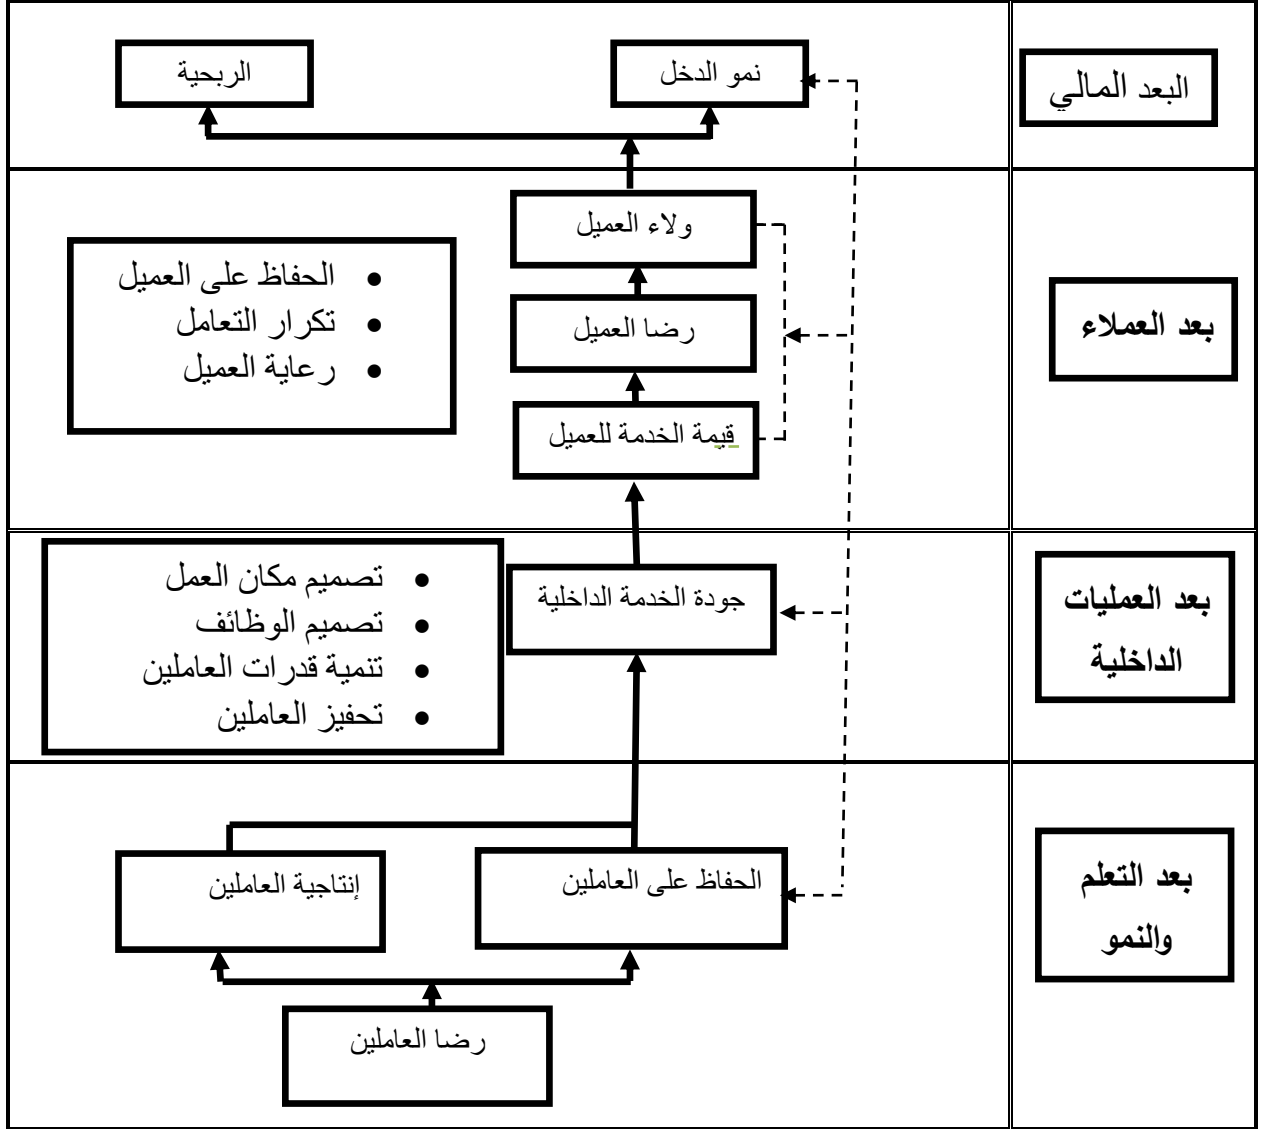 البعد المالي
نمو الدخل
الربحية
بعد العملاء
ولاء العميل
رضا العميل
قيمة الخدمة للعميل
• الحفاظ على العميل
• تكرار التعامل
• رعاية العميل
بعد العمليات
الداخلية
جودة الخدمة الداخلية
• تصميم مكان العمل
• تصميم الوظائف
• تنمية قدرات العاملين
• تحفيز العاملين
بعد التعلم
والنمو
الحفاظ على العاملين
إنتاجية العاملين
رضا العاملين